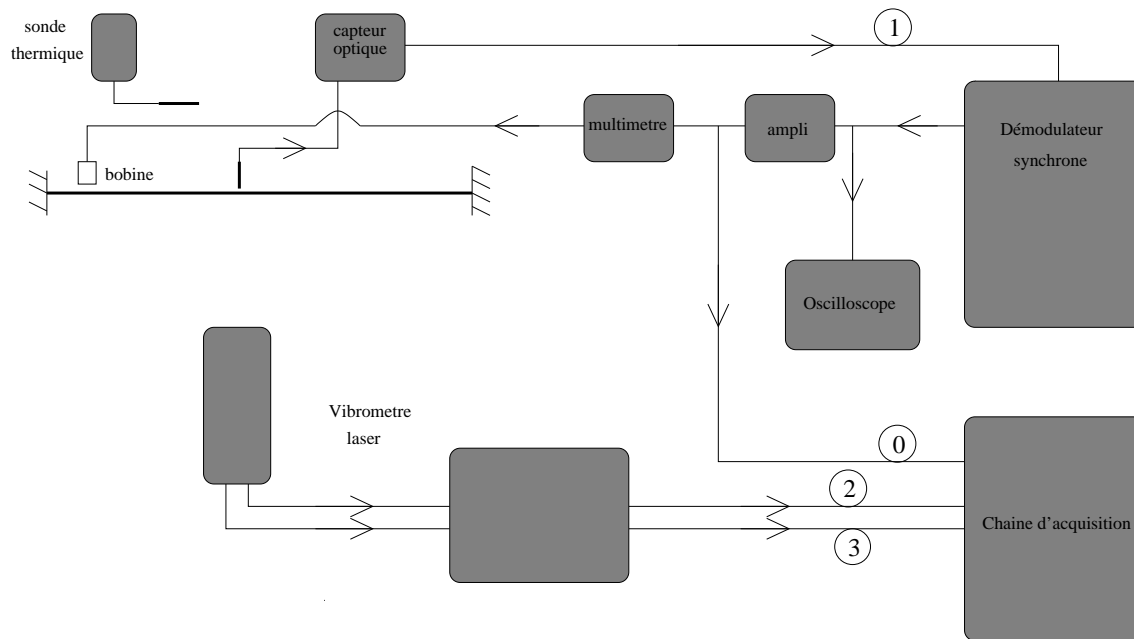 sonde
thermique
capteur
optique
1
multimetre
ampli
Démodulateur
synchrone
bobine
Oscilloscope
Vibrometre
laser
0
2
3
Chaine d'acquisition